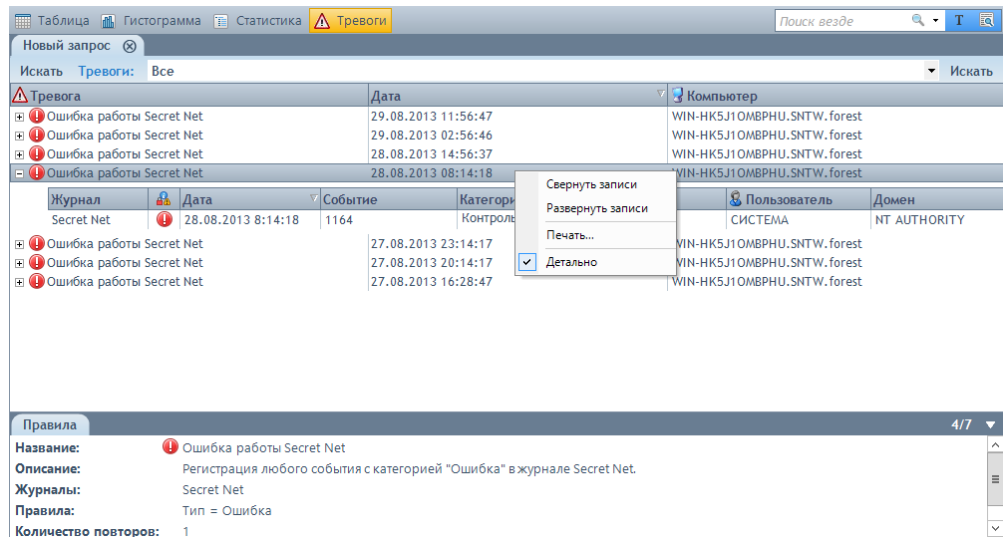 Таблица Гистограмма Статистика Тревоги Поиск везде T
Новый запрос
Искать Тревоги: Все Искать
Тревога Дата Компьютер
Ошибка работы Secret Net 29.08.2013 11:56:47 WIN-HK5J1OMBPHU.SNTW.forest
Ошибка работы Secret Net 29.08.2013 02:56:46 WIN-HK5J1OMBPHU.SNTW.forest
Ошибка работы Secret Net 28.08.2013 14:56:37 WIN-HK5J1OMBPHU.SNTW.forest
Ошибка работы Secret Net 28.08.2013 08:14:18 WIN-HK5J1OMBPHU.SNTW.forest
Свернуть записи
Развернуть записи
Печать...
Детально
Журнал Дата Событие Категори Пользователь Домен
Secret Net 28.08.2013 8:14:18 1164 Контроль СИСТЕМА NT AUTHORITY
Ошибка работы Secret Net 27.08.2013 23:14:17 WIN-HK5J1OMBPHU.SNTW.forest
Ошибка работы Secret Net 27.08.2013 20:14:17 WIN-HK5J1OMBPHU.SNTW.forest
Ошибка работы Secret Net 27.08.2013 16:28:47 WIN-HK5J1OMBPHU.SNTW.forest
Правила 4/7
Название: Ошибка работы Secret Net
Описание: Регистрация любого события с категорией "Ошибка" в журнале Secret Net.
Журналы: Secret Net
Правила: Тип = Ошибка
Количество повторов: 1